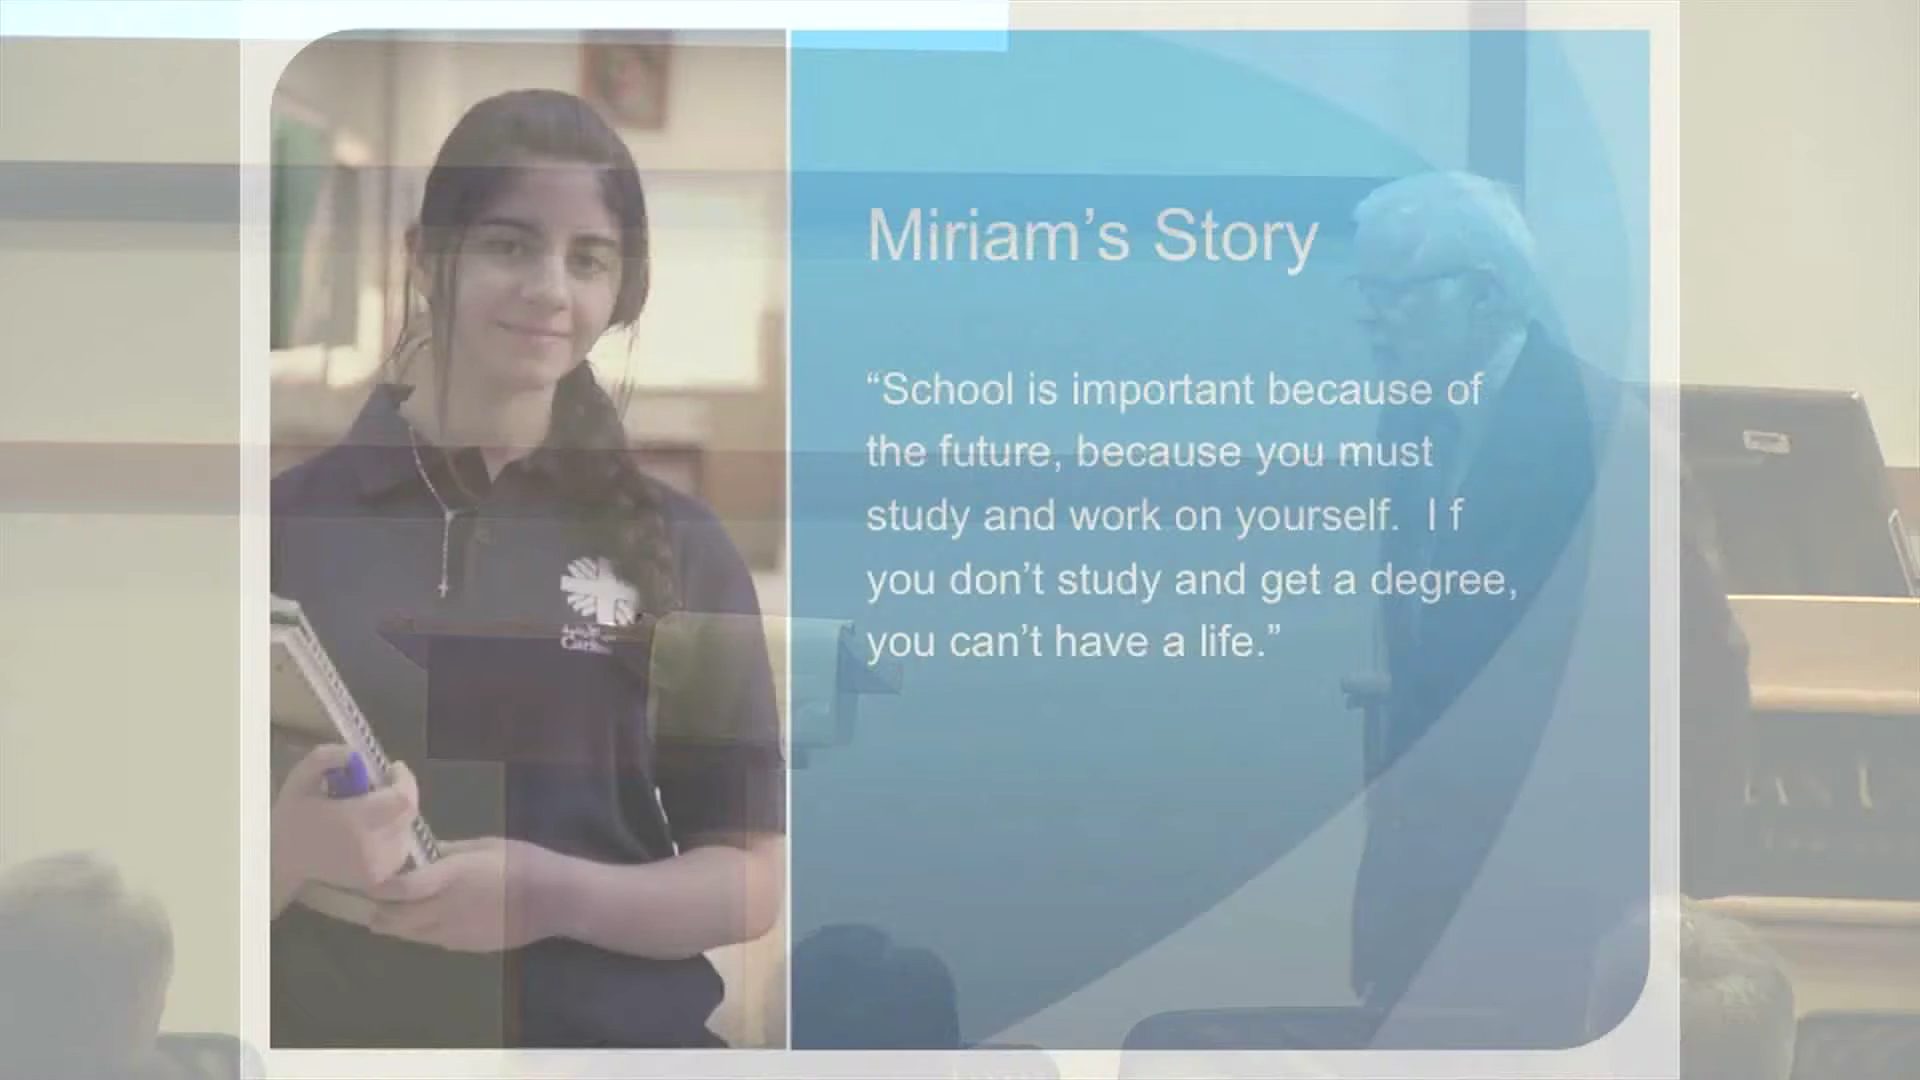 Miriam’s Story
“School is important because of
the future, because you must
study and work on yourself.  I f
you don’t study and get a degree,
you can’t have a life.”